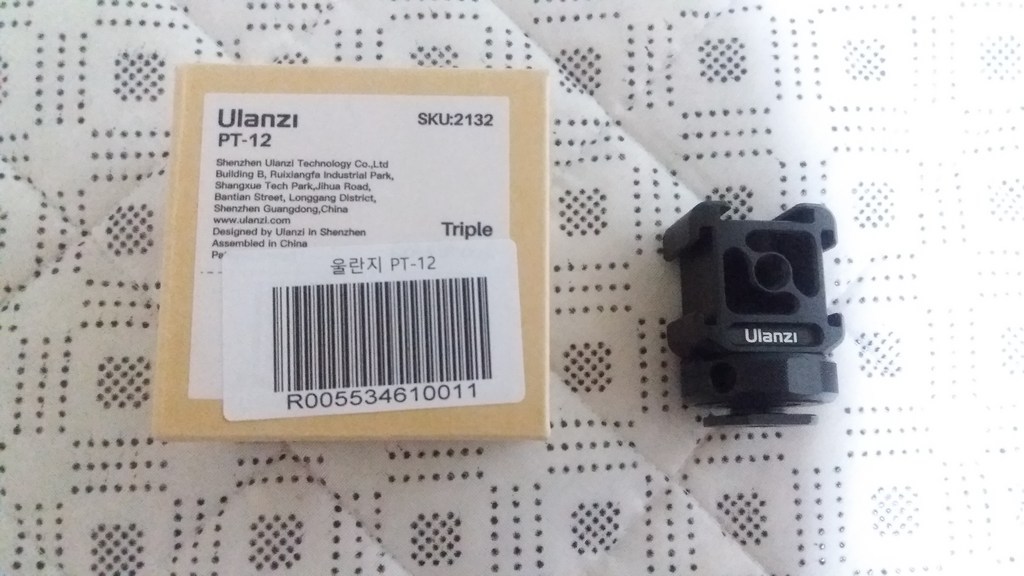 Ulanzi
PT-12
SKU:2132
Shenzhen Ulanzi Technology Co.,Ltd
Building B, Ruixiangfa Industrial Park,
Shangxue Tech Park,Jihua Road,
Bantian Street, Longgang District,
Shenzhen Guangdong,China
www.ulanzi.com
Designed by Ulanzi in Shenzhen
Assembled in China
Triple
울란지 PT-12
R005534610011
Ulanzi